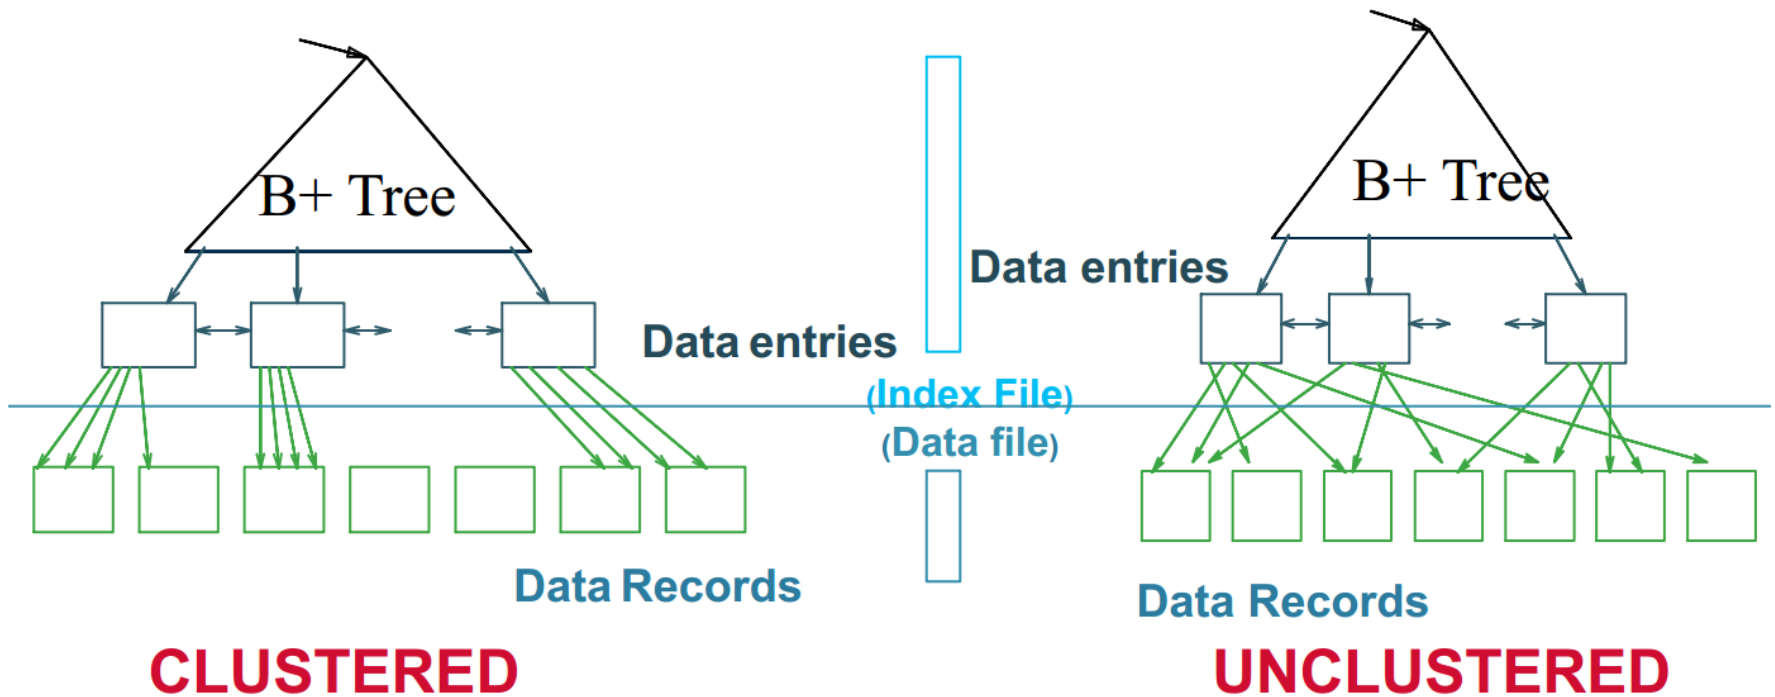 B+ Tree
Data entries
Data Records
CLUSTERED
(Index File)
(Data file)
B+ Tree
Data entries
Data Records
UNCLUSTERED